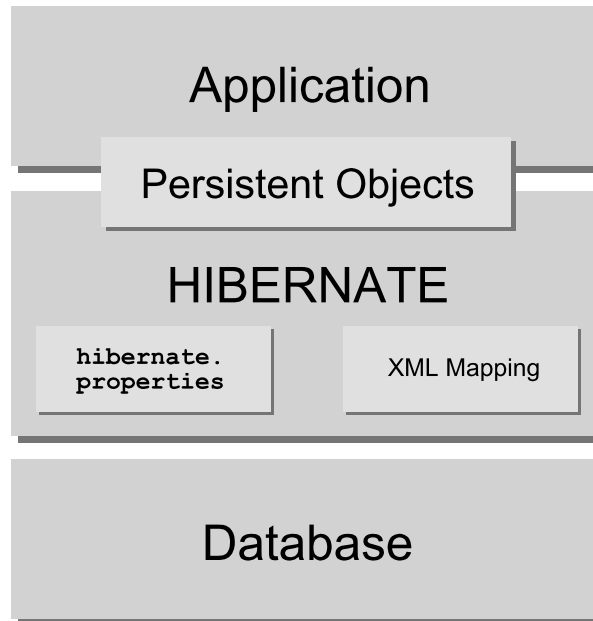 Application
Persistent Objects
HIBERNATE
hibernate.
properties
XML Mapping
Database